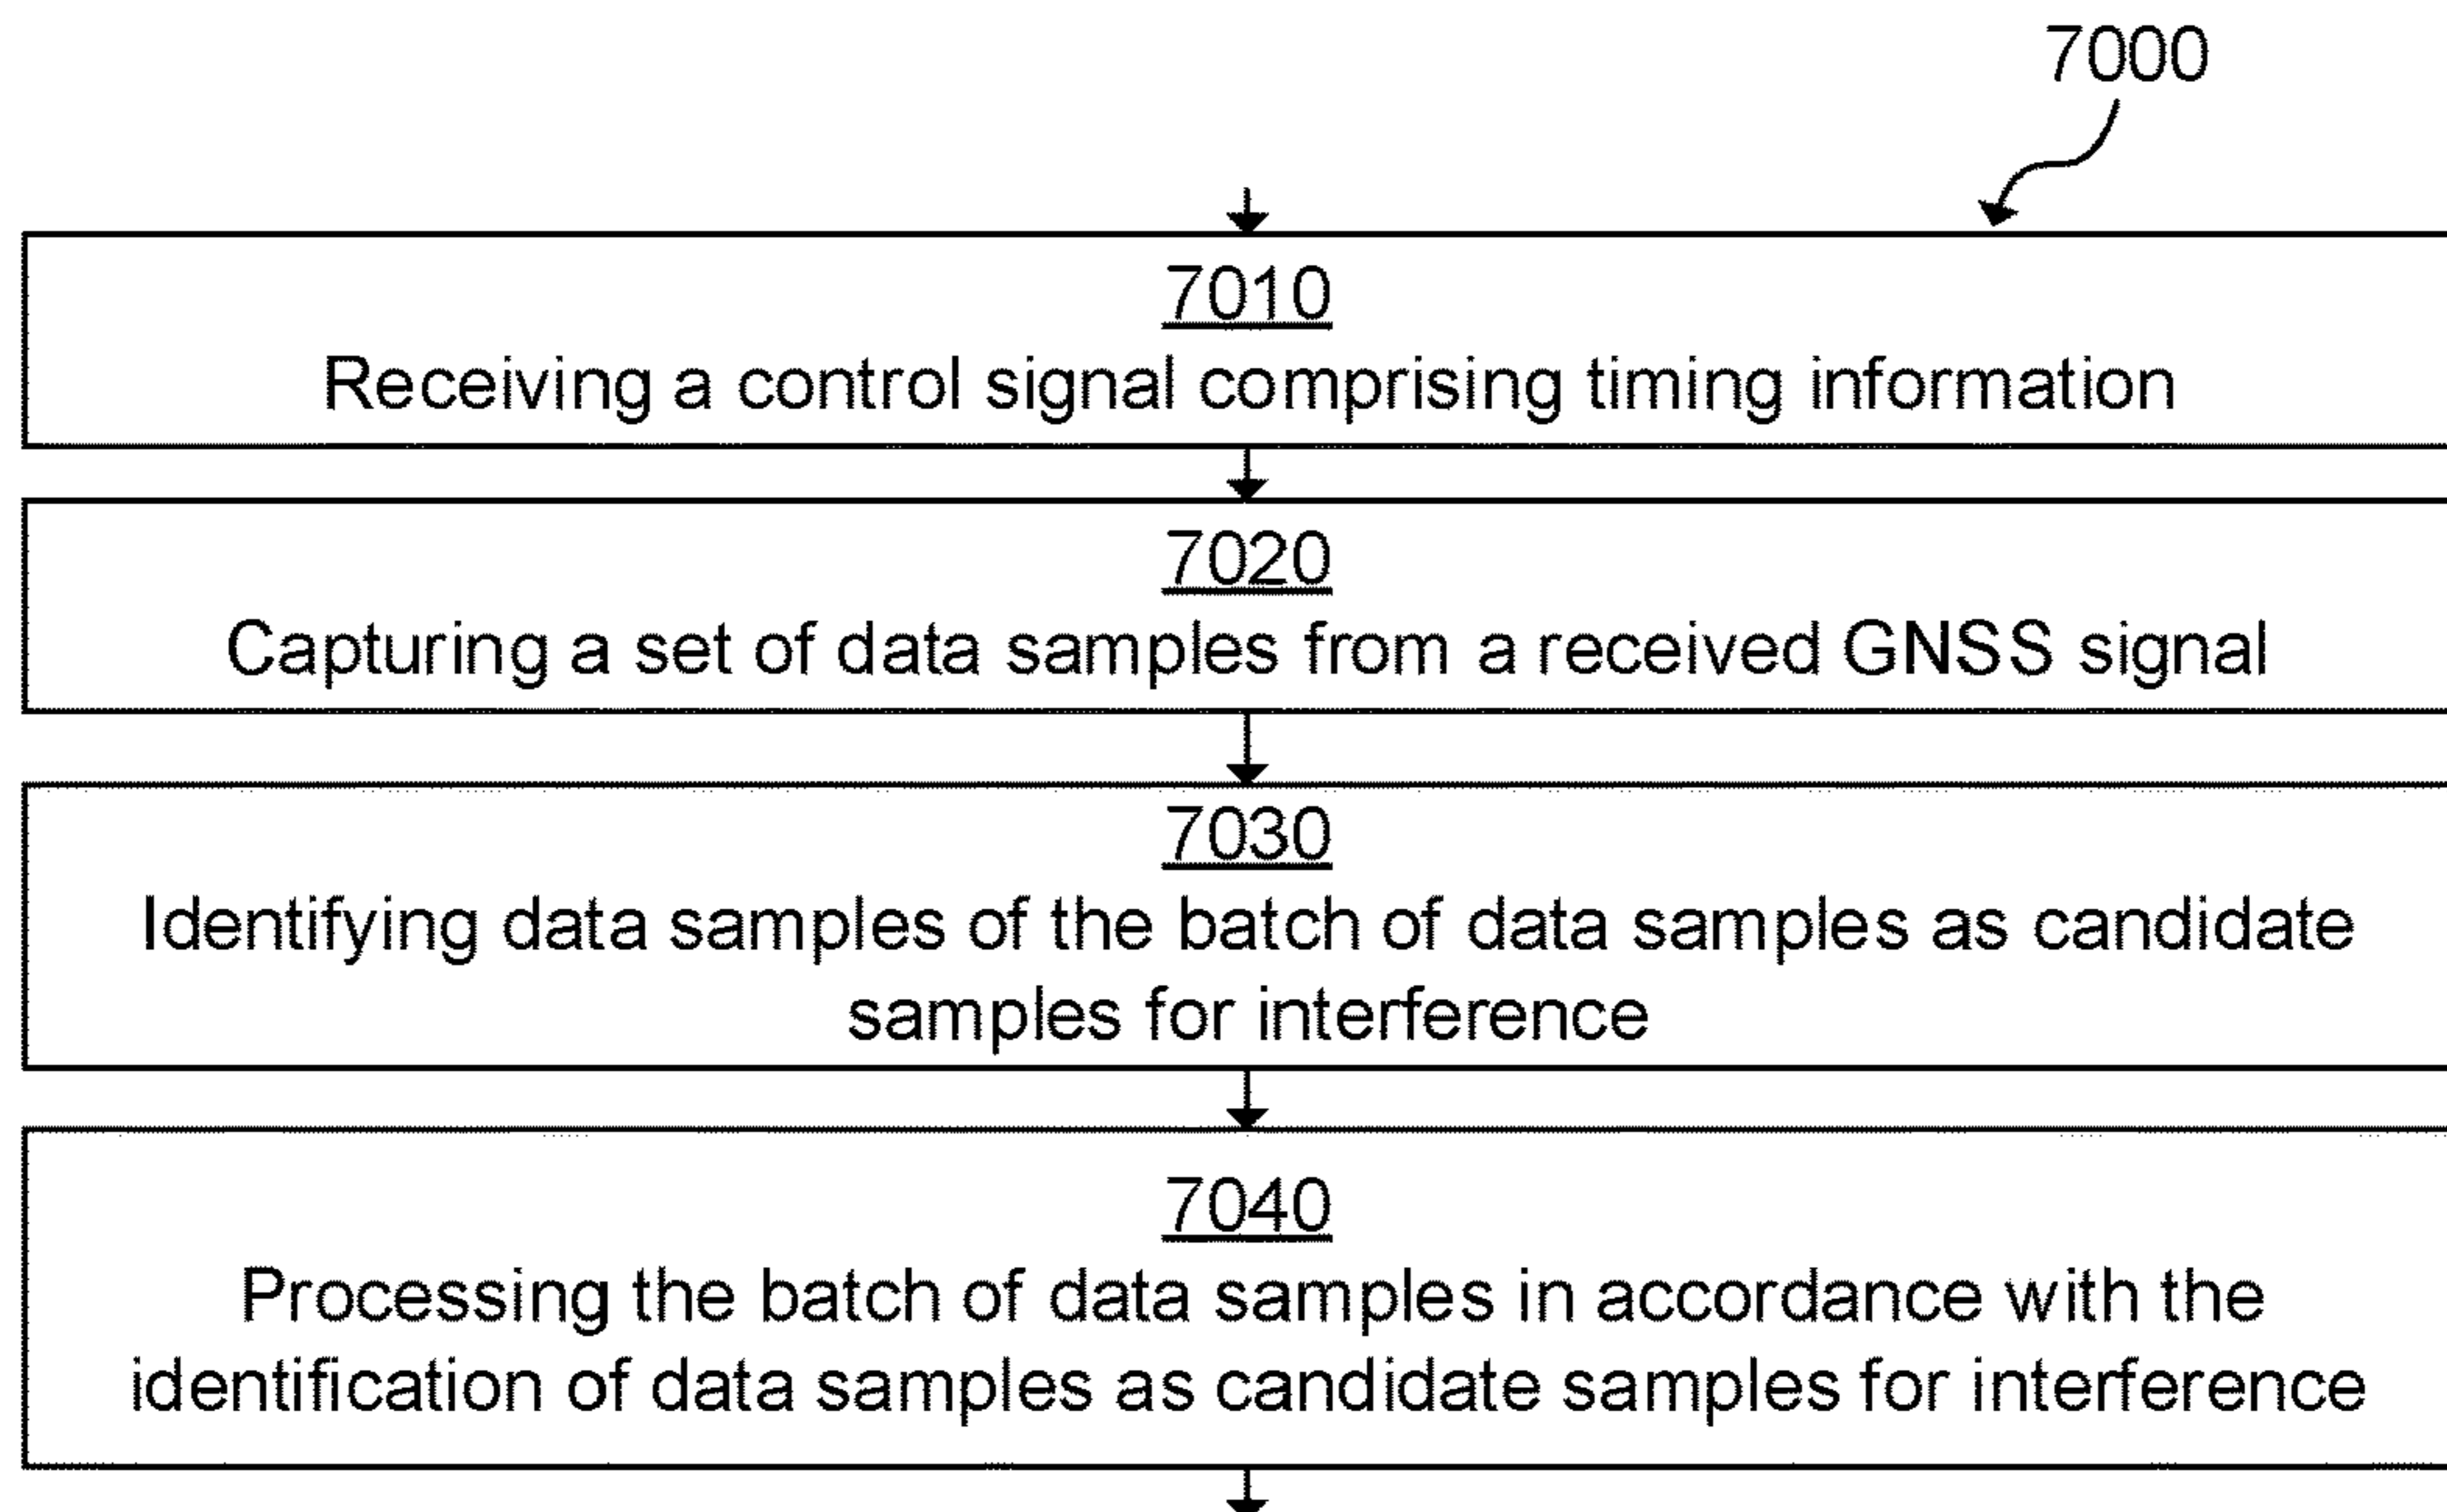 7000
7010
Receiving a control signal comprising timing information
7020
Capturing a set of data samples from a received GNSS signal
7030
Identifying data samples of the batch of data samples as candidate
samples for interference
7040
Processing the batch of data samples in accordance with the
identification of data samples as candidate samples for interference